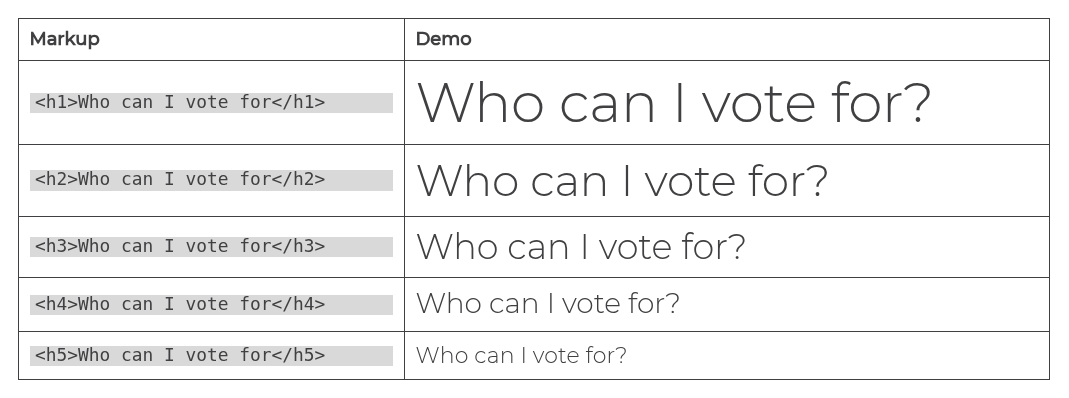 Markup Demo
<h1>Who can I vote for</h1> Who can I vote for?
<h2>Who can I vote for</h2> Who can I vote for?
<h3>Who can I vote for</h3> Who can I vote for?
<h4>Who can I vote for</h4> Who can I vote for?
<h5>Who can I vote for</h5> Who can I vote for?